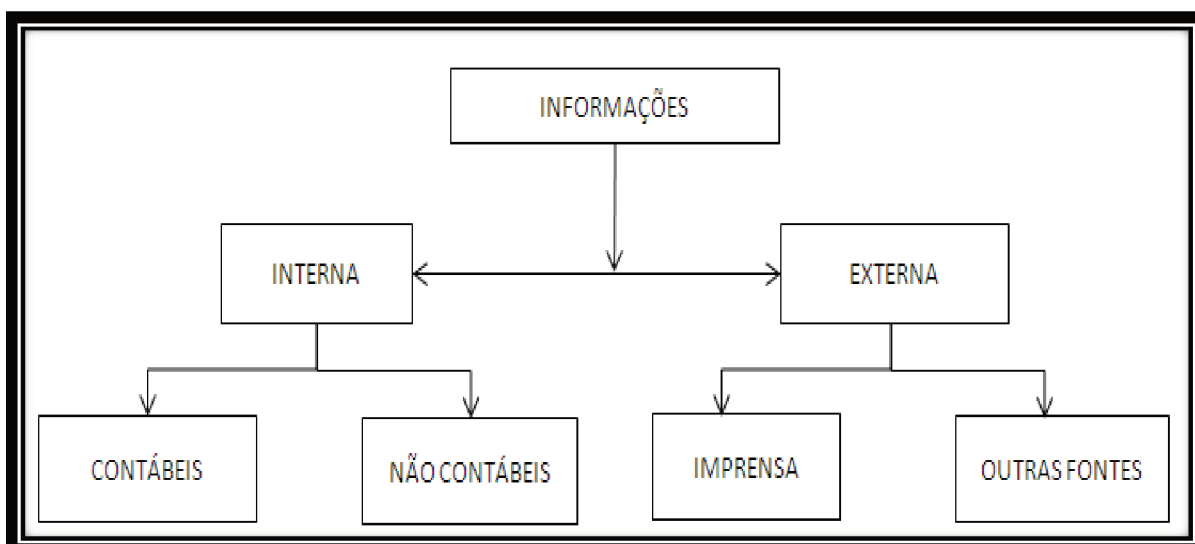 INFORMAÇÕES
INTERNA
EXTERNA
CONTÁBEIS
NÃO CONTÁBEIS
IMPRENSA
OUTRAS FONTES